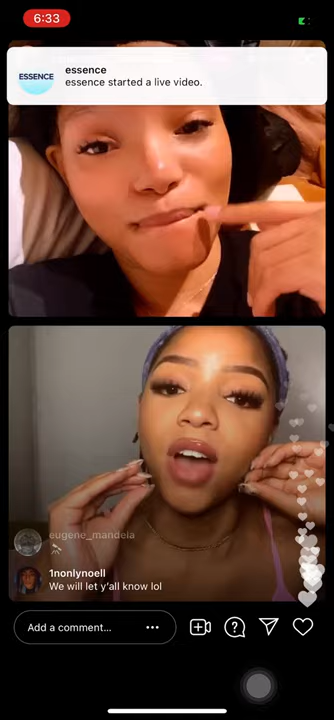 6:33
ESSENCE
essence
essence started a live video.
eugene_mandela
1nonlynoell
We will let y'all know lol
Add a comment...